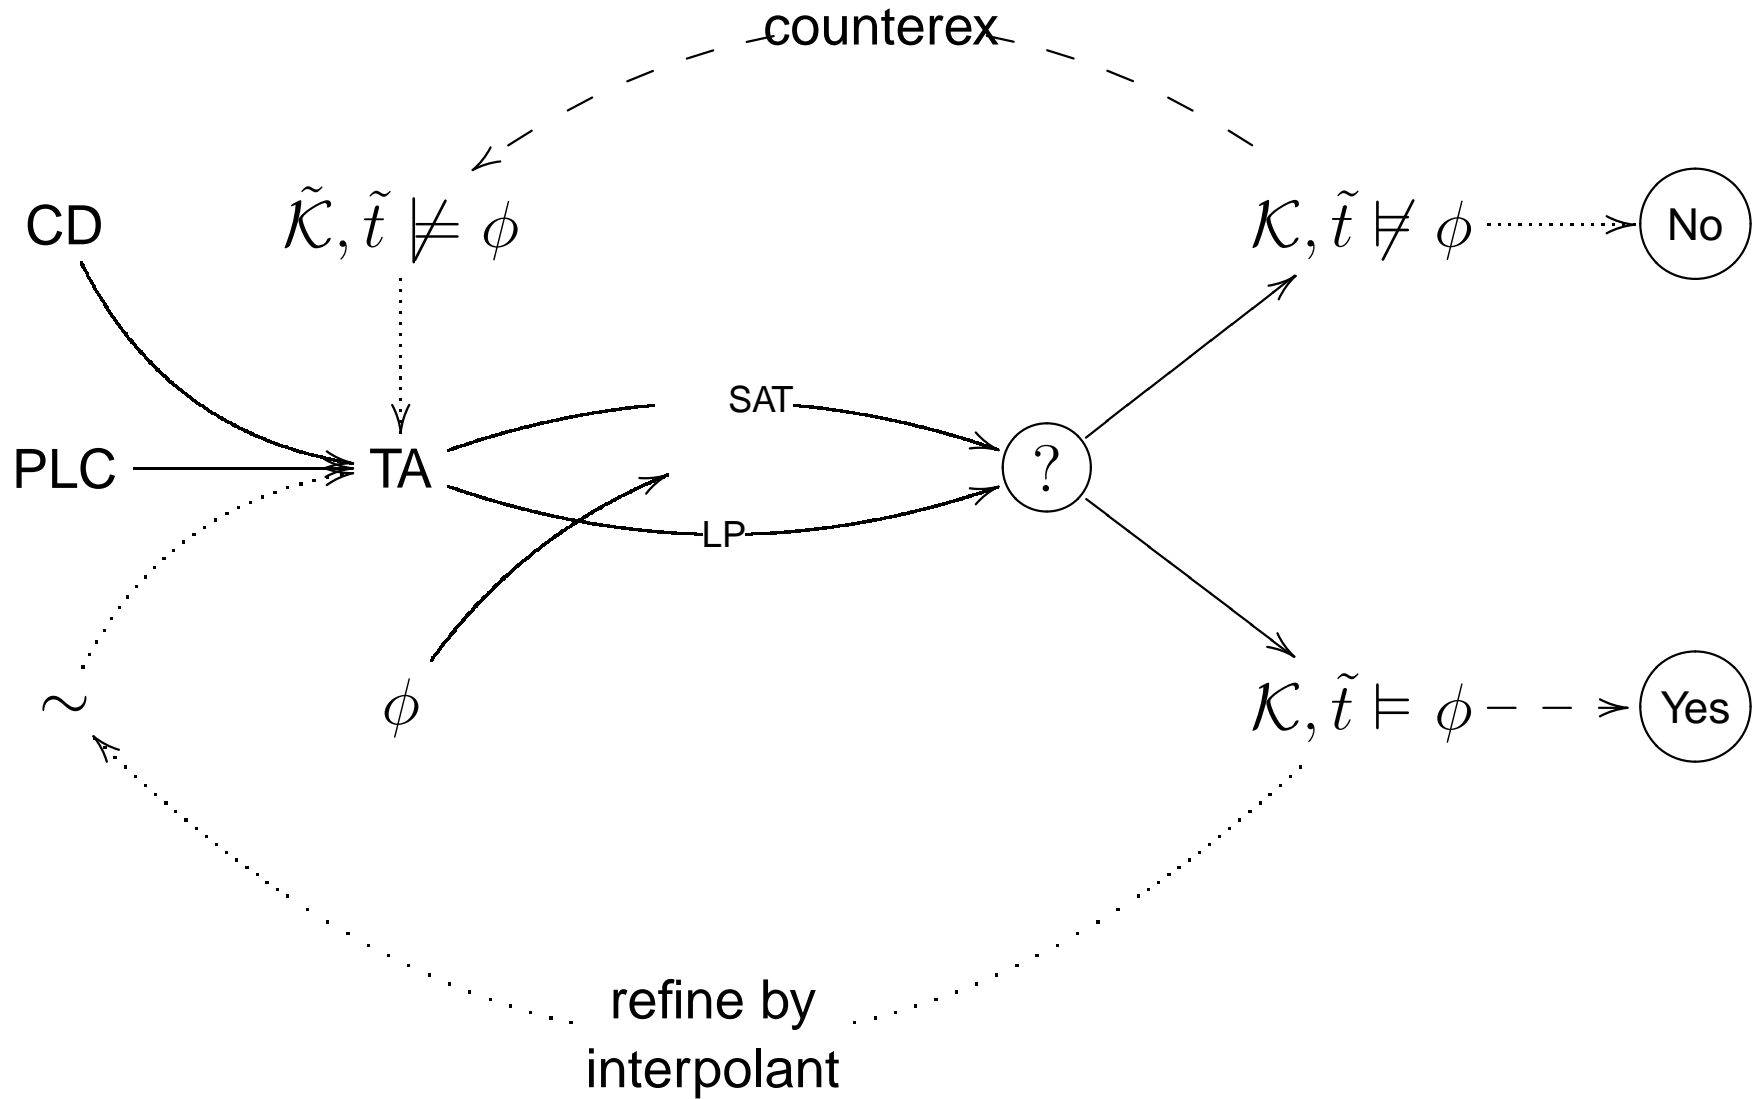 counterex
CD
𝒦̃, t̃ ⊭ ϕ
𝒦, t̃ ⊭ ϕ
No
SAT
PLC
TA
?
LP
∼
ϕ
𝒦, t̃ ⊨ ϕ
Yes
refine by
interpolant